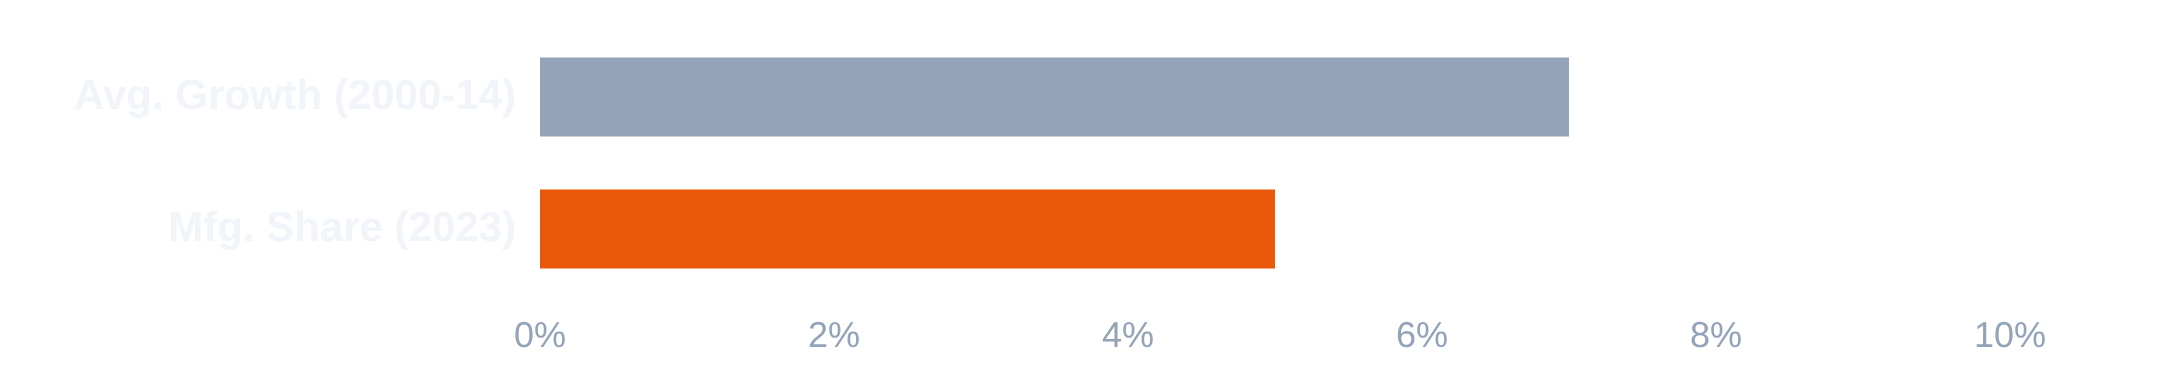 Avg. Growth (2000-14)
Mfg. Share (2023)
0% 2% 4% 6% 8% 10%